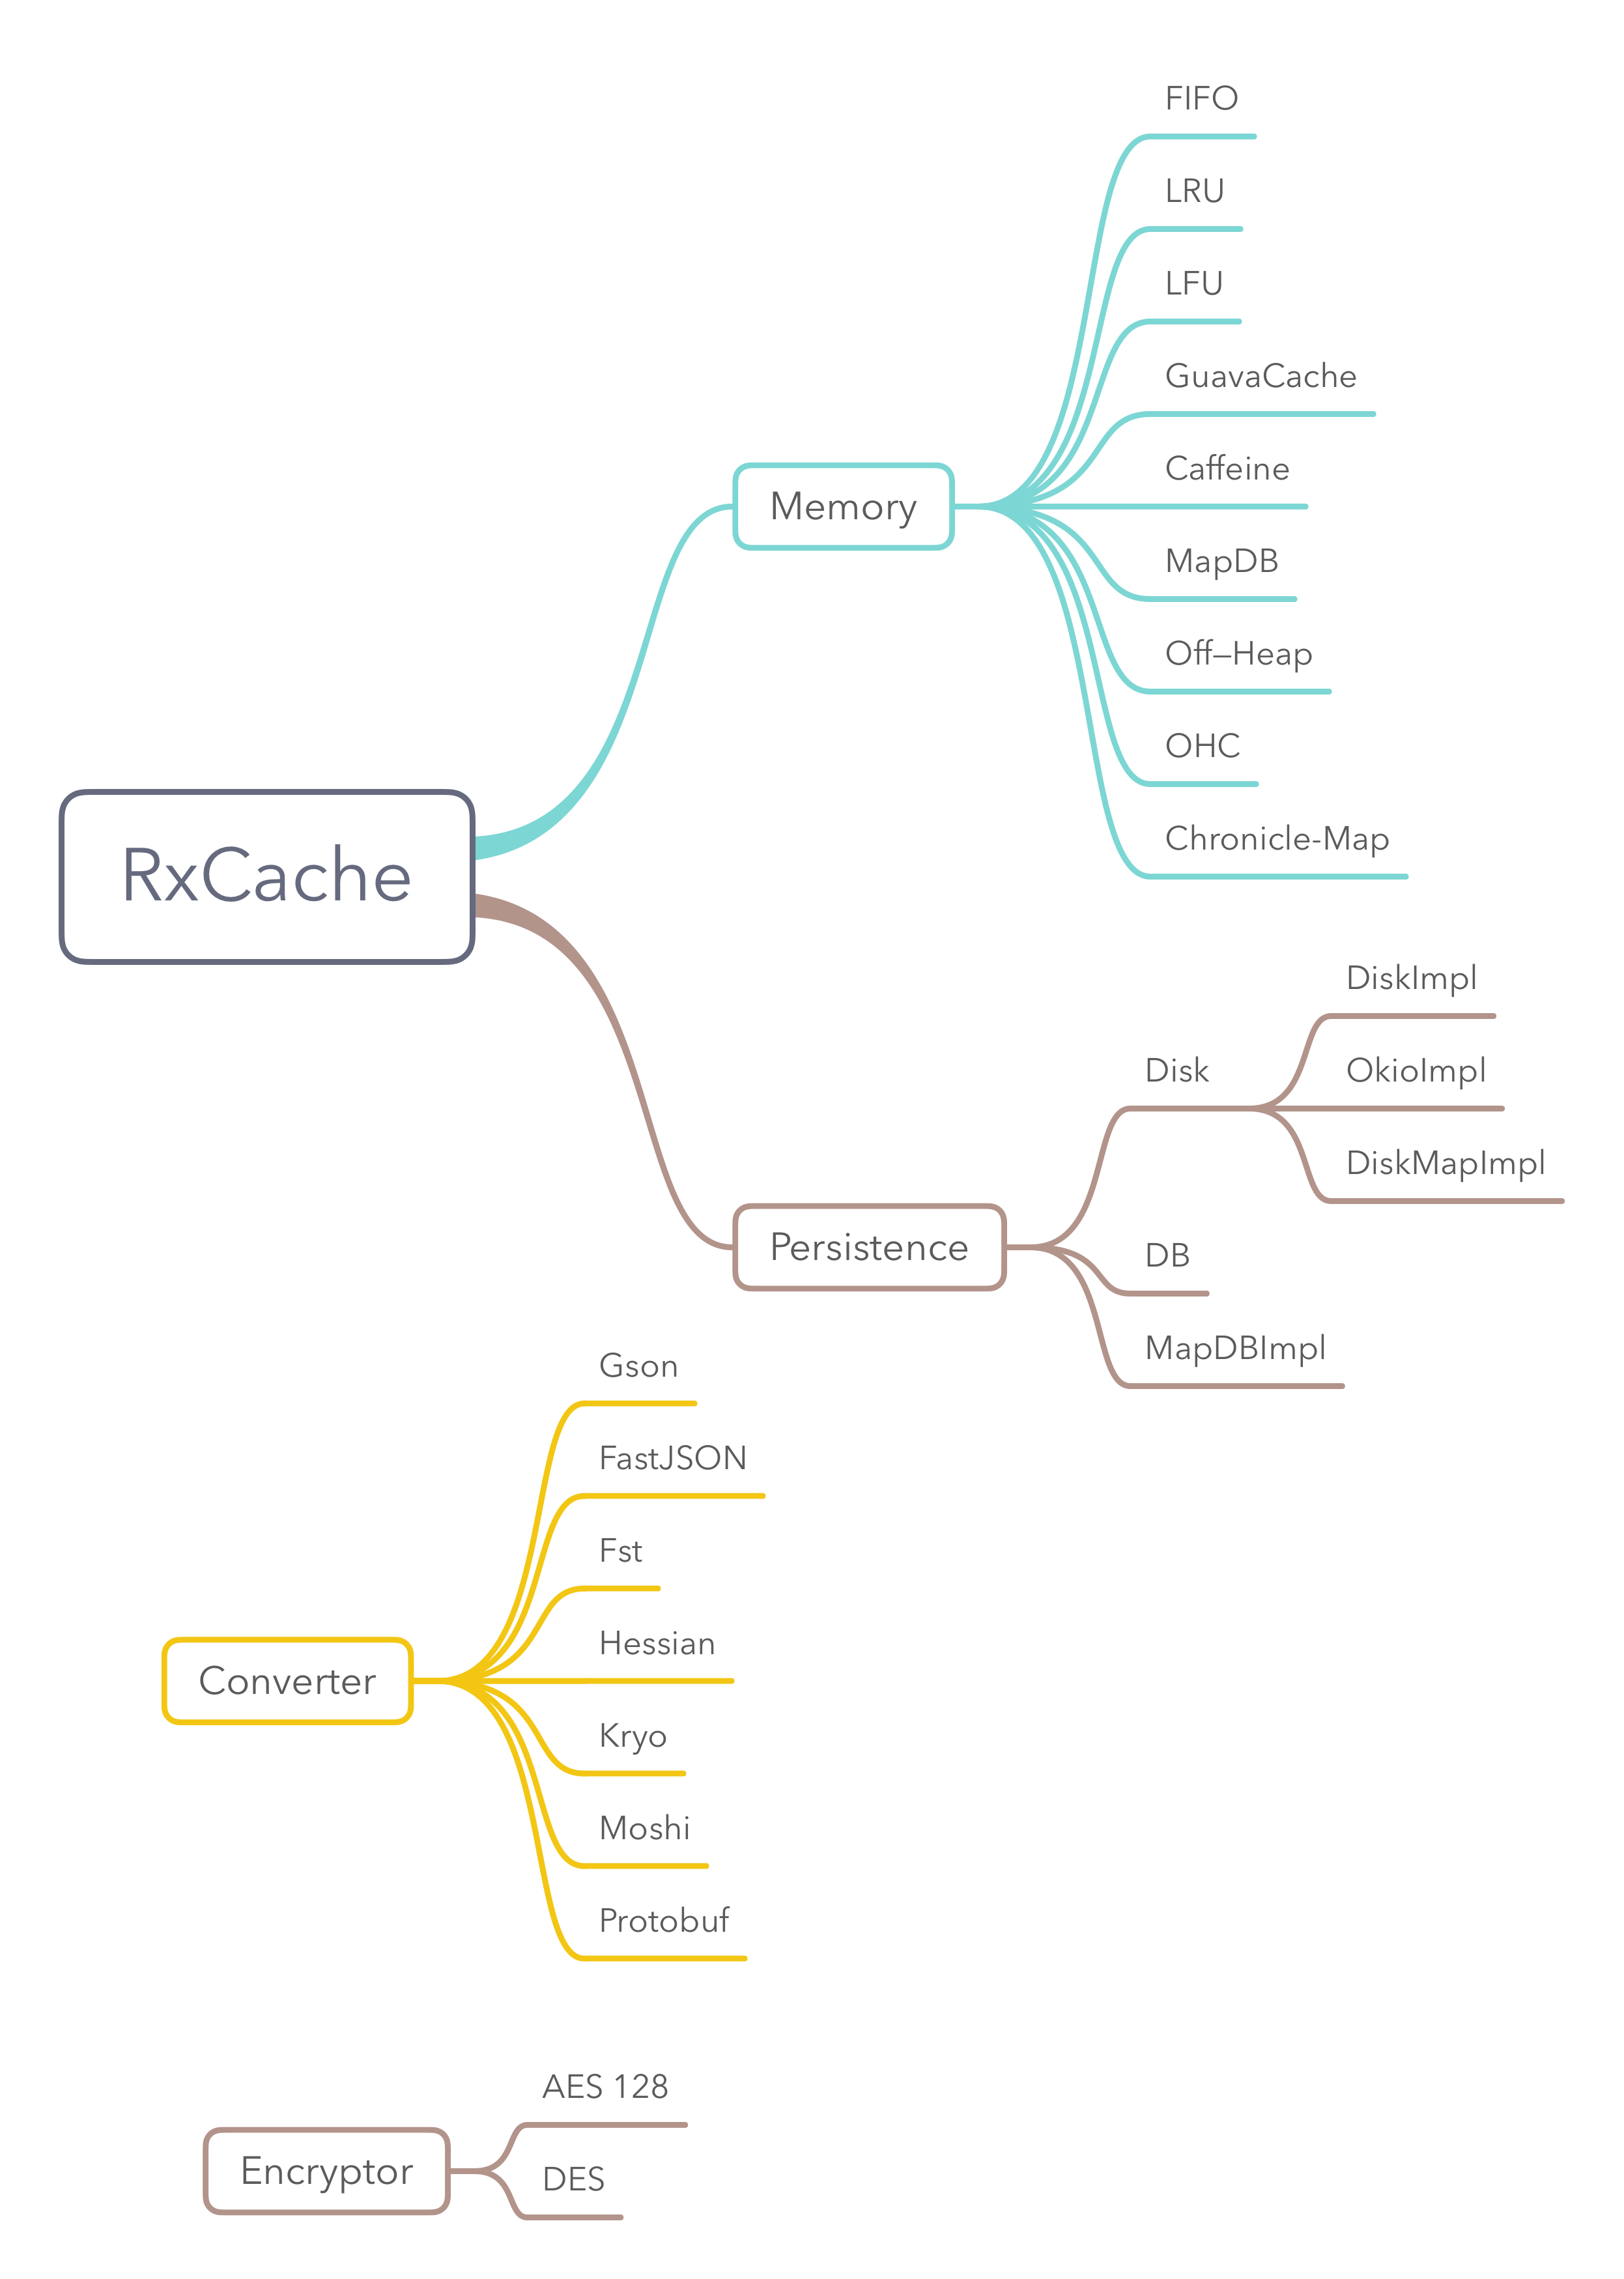 RxCache
Memory
FIFO
LRU
LFU
GuavaCache
Caffeine
MapDB
Off—Heap
OHC
Chronicle-Map
Persistence
Disk
DiskImpl
OkioImpl
DiskMapImpl
DB
MapDBImpl
Converter
Gson
FastJSON
Fst
Hessian
Kryo
Moshi
Protobuf
Encryptor
AES 128
DES